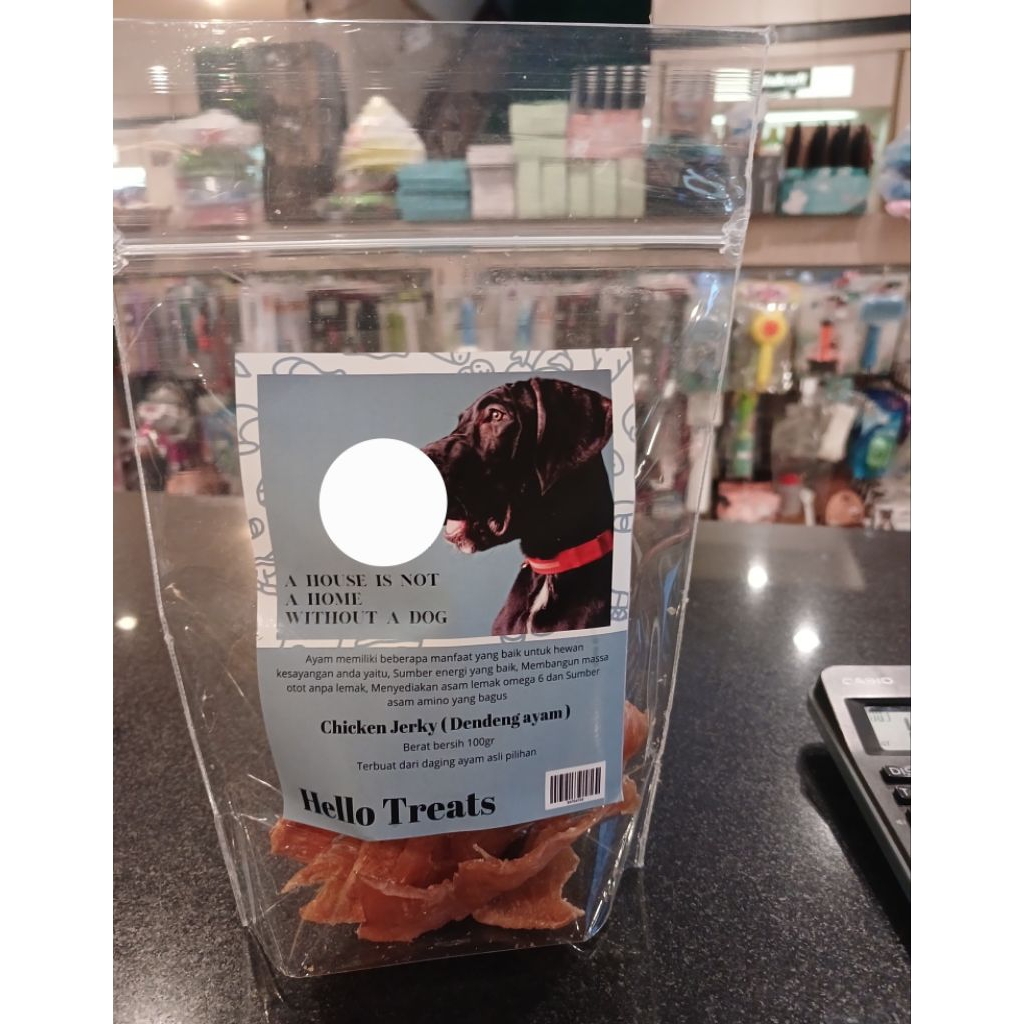 A HOUSE IS NOT
A HOME
WITHOUT A DOG
Ayam memiliki beberapa manfaat yang baik untuk hewan
kesayangan anda yaitu, Sumber energi yang baik, Membangun massa
otot anpa lemak, Menyediakan asam lemak omega 6 dan Sumber
asam amino yang bagus
Chicken Jerky ( Dendeng ayam )
Berat bersih 100gr
Terbuat dari daging ayam asli pilihan
Hello Treats
CASIO